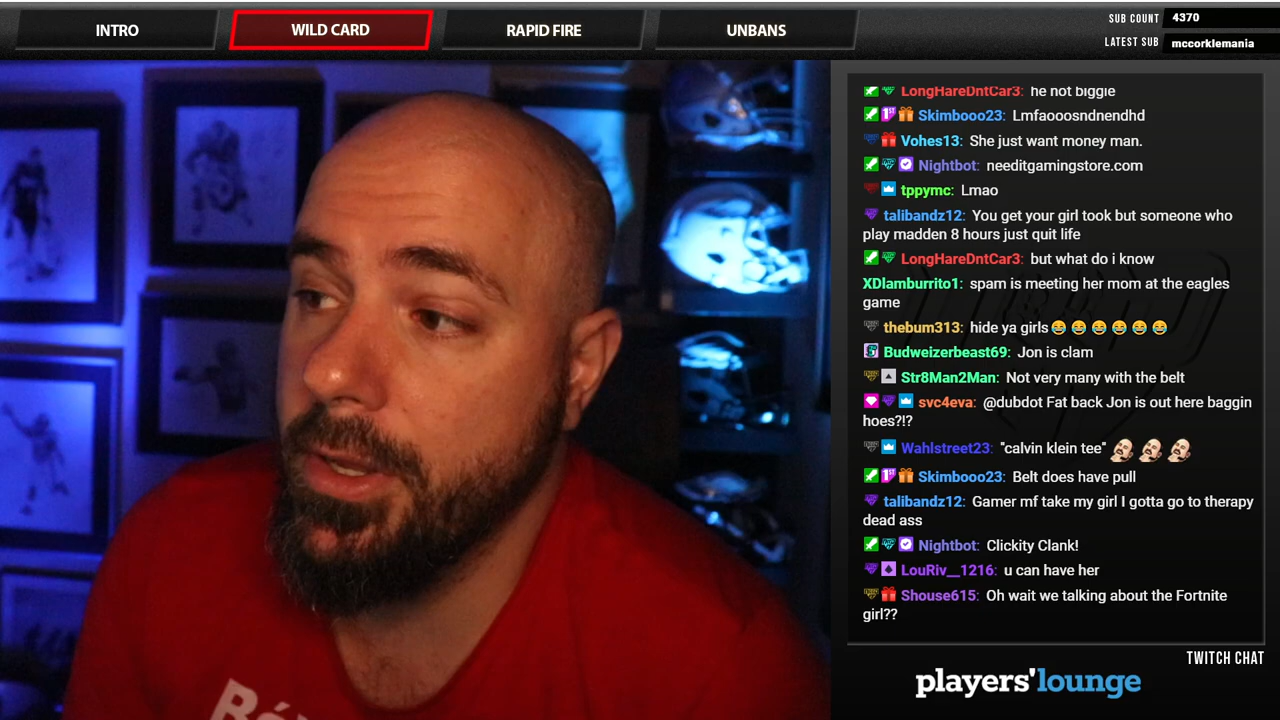 INTRO
WILD CARD
RAPID FIRE
UNBANS
SUB COUNT 4370
LATEST SUB mccorklemania
LongHareDntCar3: he not biggie
Skimbooo23: Lmfaooosndnendhd
Vohes13: She just want money man.
Nightbot: needitgamingstore.com
tppymc: Lmao
talibandz12: You get your girl took but someone who
play madden 8 hours just quit life
LongHareDntCar3: but what do i know
XDlamburrito1: spam is meeting her mom at the eagles
game
thebum313: hide ya girls😂 😂 😂 😂 😂 😂
Budweizerbeast69: Jon is clam
Str8Man2Man: Not very many with the belt
svc4eva: @dubdot Fat back Jon is out here baggin
hoes?!?
Wahlstreet23: "calvin klein tee"
Skimbooo23: Belt does have pull
talibandz12: Gamer mf take my girl I gotta go to therapy
dead ass
Nightbot: Clickity Clank!
LouRiv__1216: u can have her
Shouse615: Oh wait we talking about the Fortnite
girl??
TWITCH CHAT
players'lounge